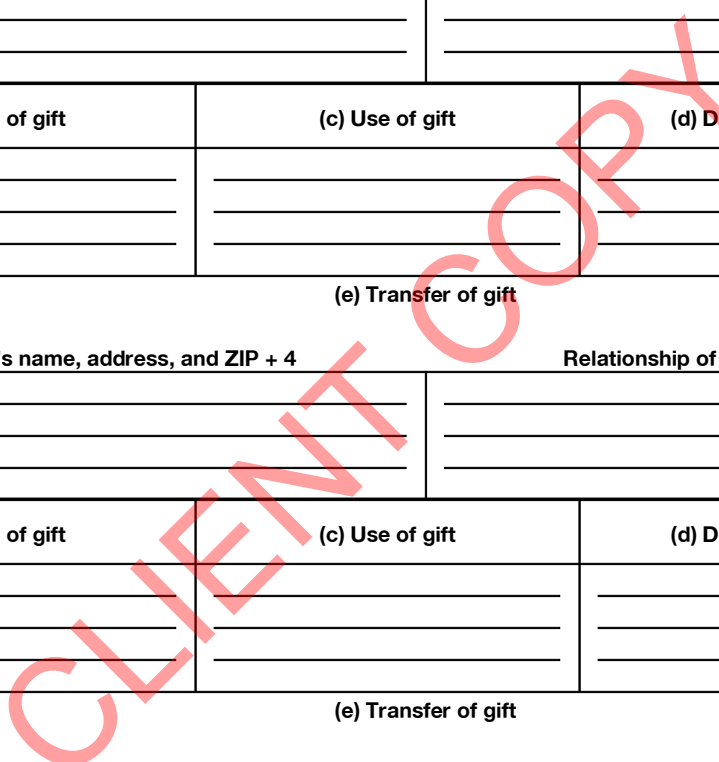 of gift (c) Use of gift (d) D
(e) Transfer of gift
's name, address, and ZIP + 4 Relationship of
of gift (c) Use of gift (d) D
(e) Transfer of gift
CLIENT COPY